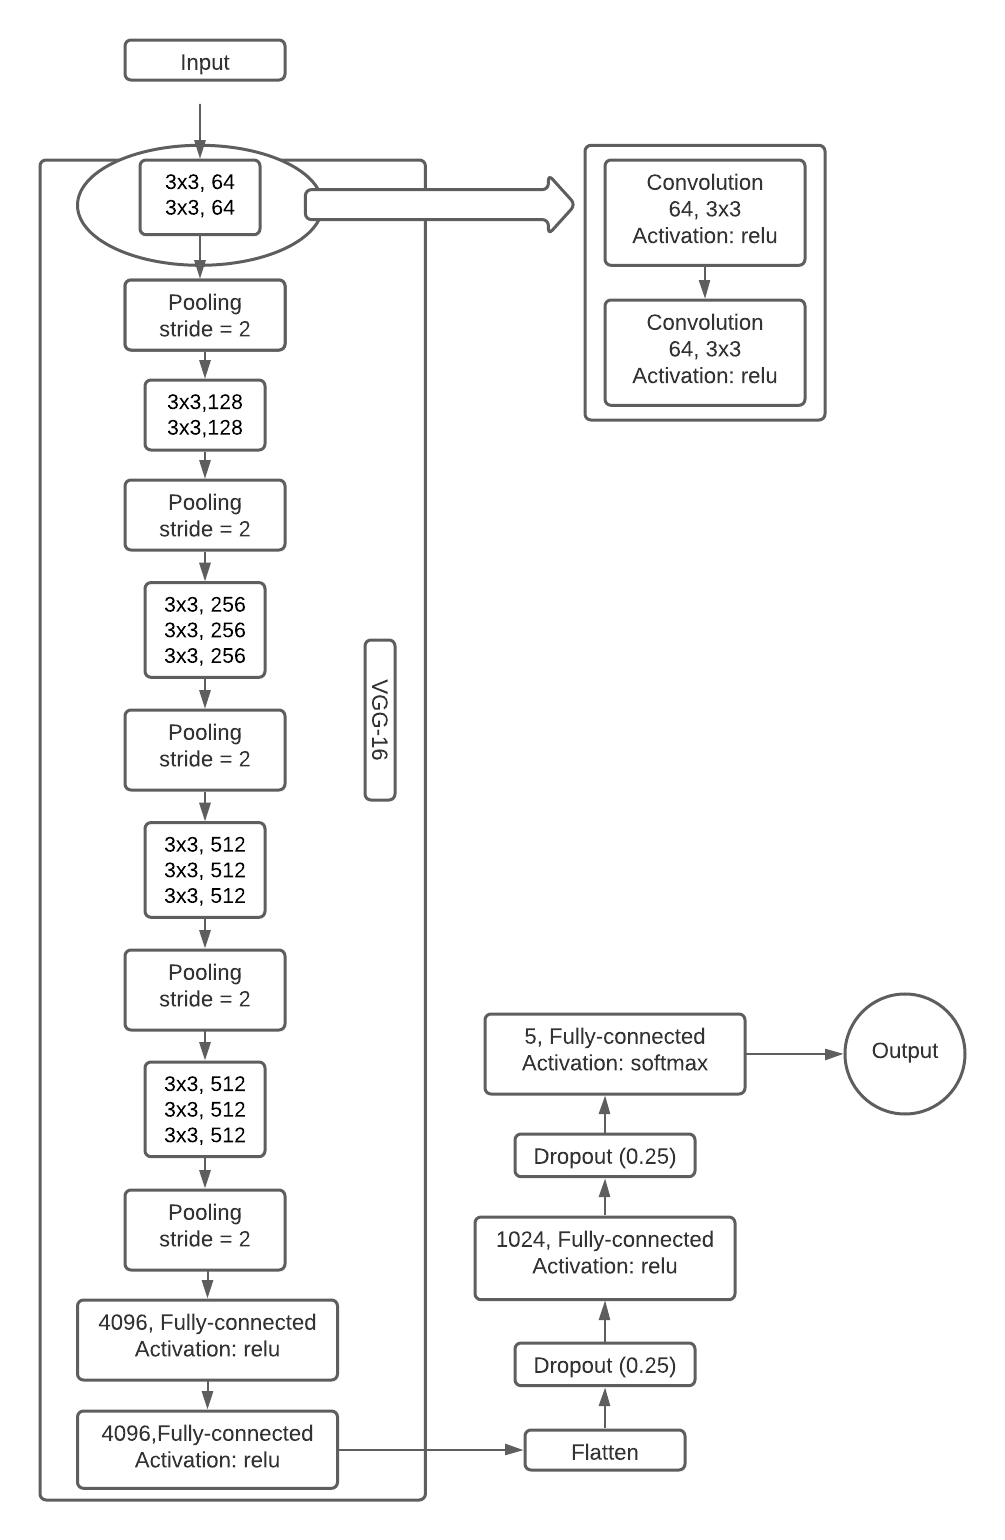 Input
3x3, 64
3x3, 64
Convolution
64, 3x3
Activation: relu
Convolution
64, 3x3
Activation: relu
Pooling
stride = 2
3x3,128
3x3,128
Pooling
stride = 2
3x3, 256
3x3, 256
3x3, 256
Pooling
stride = 2
VGG-16
3x3, 512
3x3, 512
3x3, 512
Pooling
stride = 2
3x3, 512
3x3, 512
3x3, 512
Pooling
stride = 2
4096, Fully-connected
Activation: relu
4096,Fully-connected
Activation: relu
Flatten
Dropout (0.25)
1024, Fully-connected
Activation: relu
Dropout (0.25)
5, Fully-connected
Activation: softmax
Output